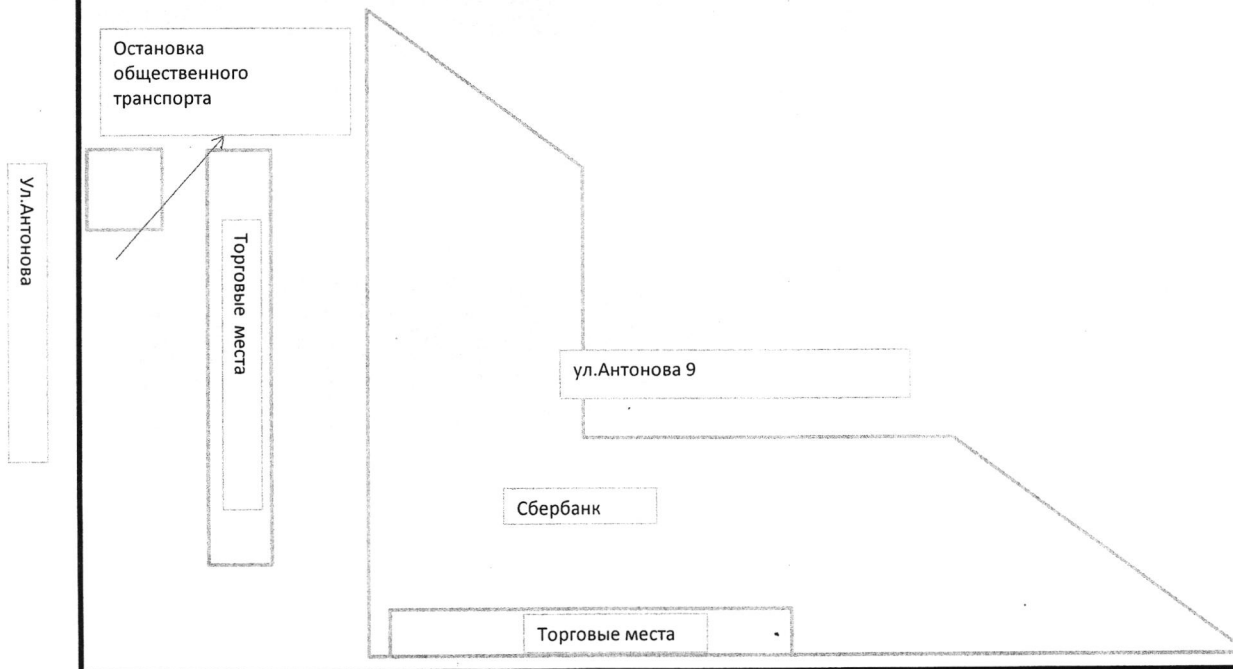 Остановка
общественного
транспорта
Ул.Антонова
Торговые места
ул.Антонова 9
Сбербанк
Торговые места